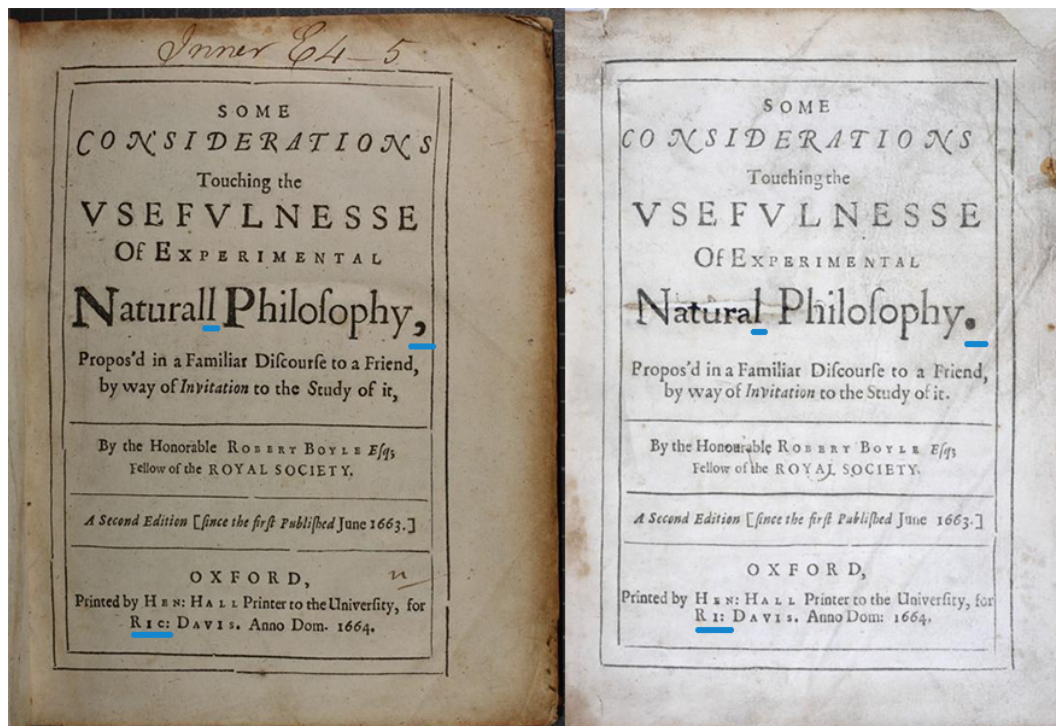 Inner E4-5
SOME
CONSIDERATIONS
Touching the
VSEFVLNESSE
Of EXPERIMENTAL
Naturall Philoſophy,
Propos'd in a Familiar Diſcourſe to a Friend,
by way of Invitation to the Study of it,
By the Honorable ROBERT BOYLE Eſq;
Fellow of the ROYAL SOCIETY.
A Second Edition [ſince the firſt Publiſhed June 1663.]
OXFORD,
Printed by HEN: HALL Printer to the Univerſity, for
RIC: DAVIS. Anno Dom. 1664.
SOME
CONSIDERATIONS
Touching the
VSEFVLNESSE
Of EXPERIMENTAL
Natural Philoſophy.
Propos'd in a Familiar Diſcourſe to a Friend,
by way of Invitation to the Study of it.
By the Honourable ROBERT BOYLE Eſq;
Fellow of the ROYAL SOCIETY.
A Second Edition [ſince the firſt Publiſhed June 1663.]
OXFORD,
Printed by HEN: HALL Printer to the Univerſity, for
RI: DAVIS. Anno Dom: 1664.